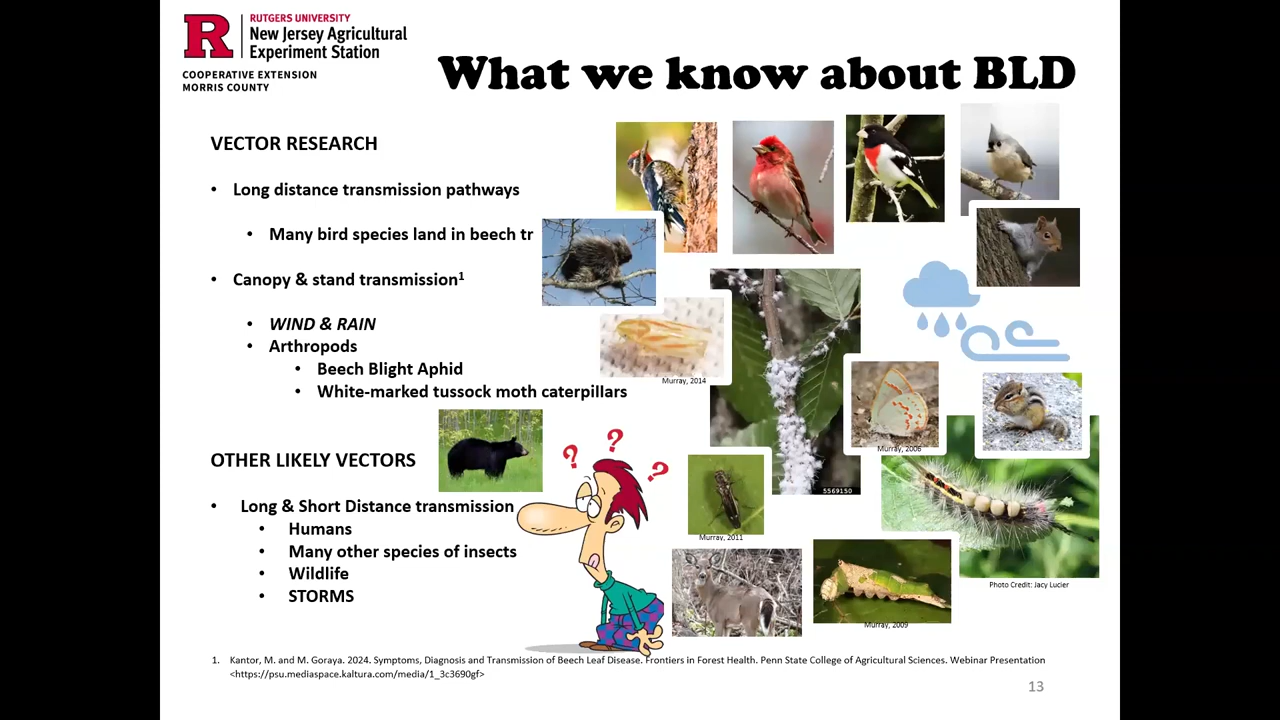 R
RUTGERS UNIVERSITY
New Jersey Agricultural
Experiment Station
COOPERATIVE EXTENSION
MORRIS COUNTY
What we know about BLD
VECTOR RESEARCH
• Long distance transmission pathways
• Many bird species land in beech tr
• Canopy & stand transmission1
• WIND & RAIN
• Arthropods
• Beech Blight Aphid
• White-marked tussock moth caterpillars
OTHER LIKELY VECTORS
• Long & Short Distance transmission
• Humans
• Many other species of insects
• Wildlife
• STORMS
Murray, 2014
Murray, 2006
5569150
Murray, 2011
Photo Credit: Jacy Lucier
Murray, 2009
? ? ?
1. Kantor, M. and M. Goraya. 2024. Symptoms, Diagnosis and Transmission of Beech Leaf Disease. Frontiers in Forest Health. Penn State College of Agricultural Sciences. Webinar Presentation
<https://psu.mediaspace.kaltura.com/media/1_3c3690gf>
13